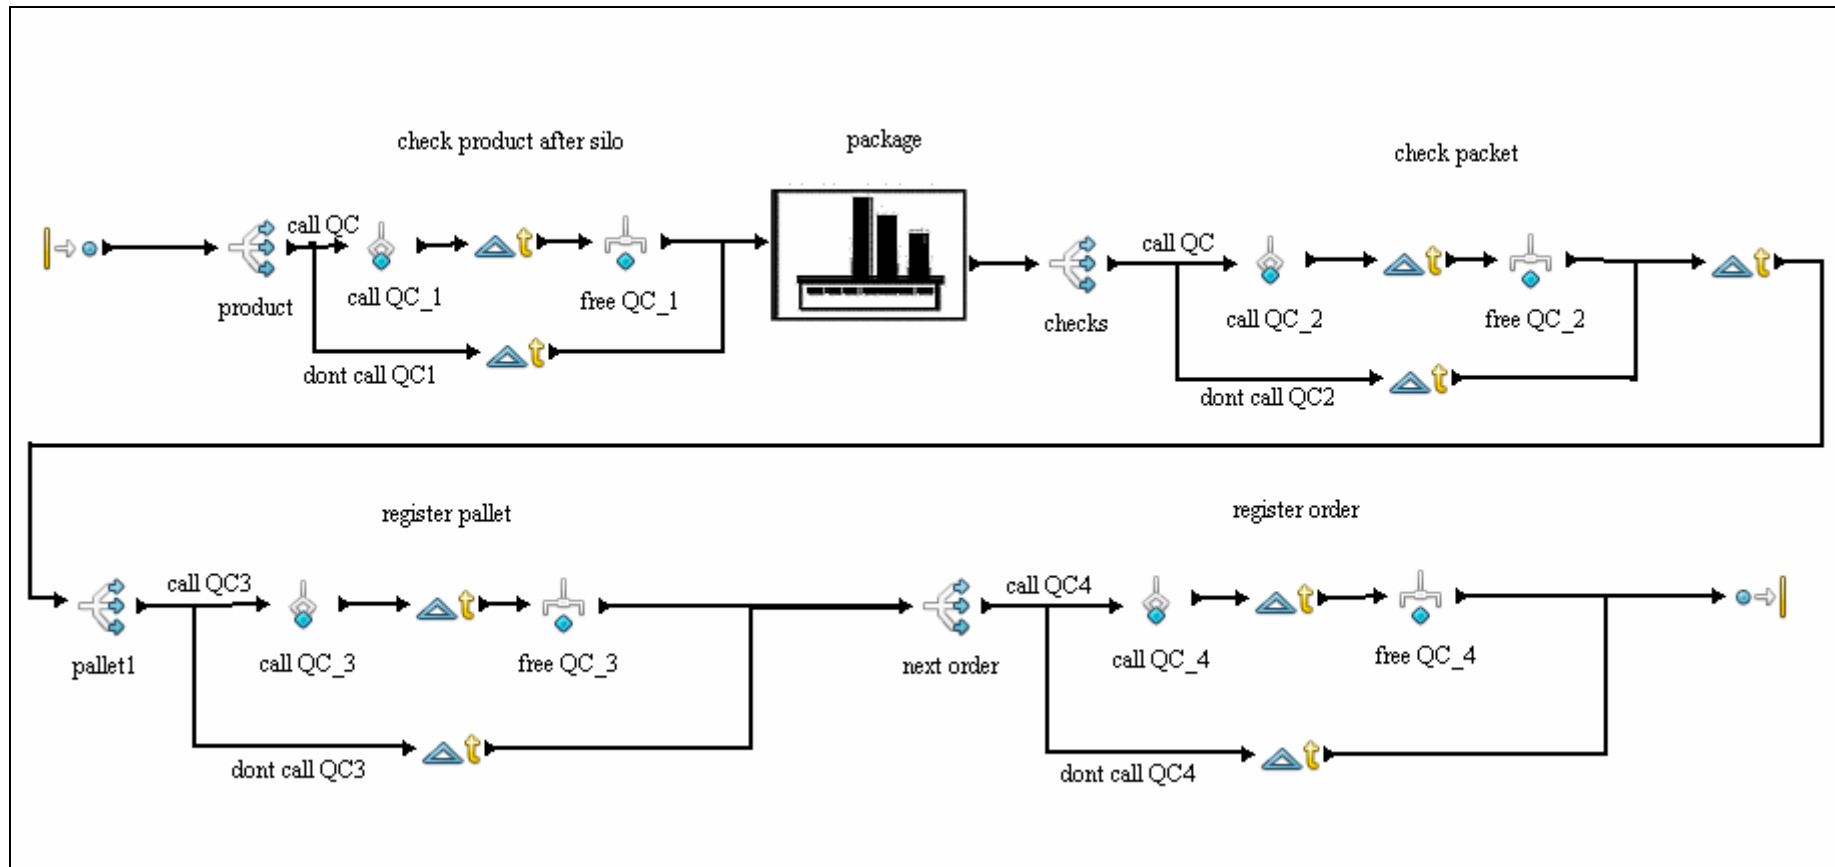 check product after silo
package
check packet
call QC
product
call QC_1
free QC_1
dont call QC1
call QC
checks
call QC_2
free QC_2
dont call QC2
register pallet
register order
call QC3
pallet1
call QC_3
free QC_3
dont call QC3
call QC4
next order
call QC_4
free QC_4
dont call QC4